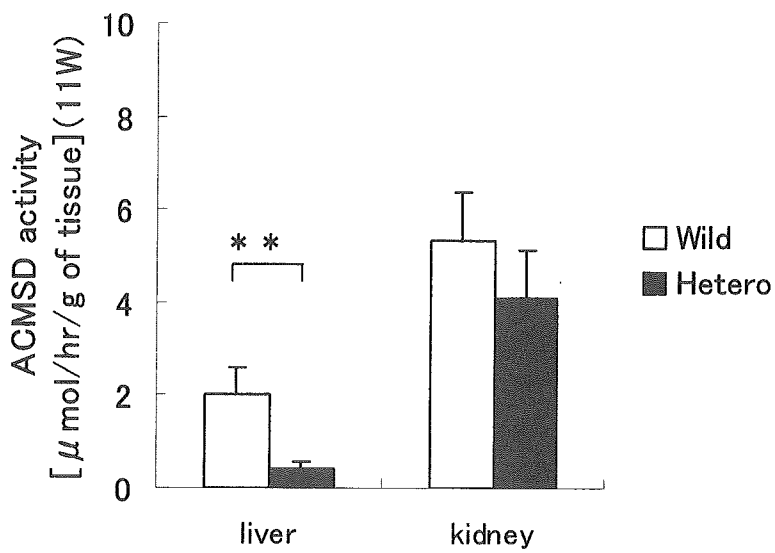 ACMSD activity
[μmol/hr/g of tissue](11W)
10
8
6
4
2
0
**
liver
kidney
Wild
Hetero